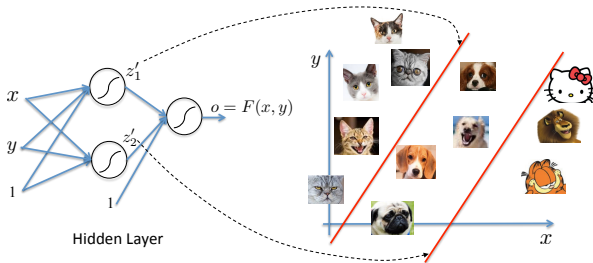 x
y
1
z′₁
z′₂
1
o = F(x, y)
Hidden Layer
y
x